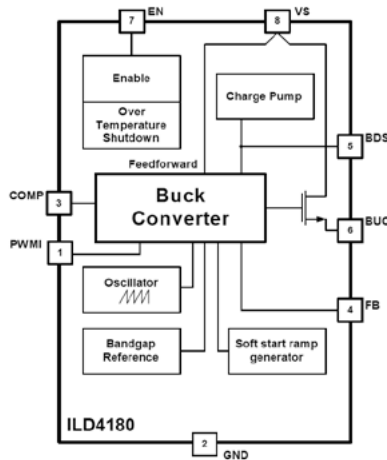 EN
VS
7
8
Enable
Over
Temperature
Shutdown
Charge Pump
Feedforward
BDS
5
COMP
3
Buck
Converter
BUO
6
PWMI
1
Oscillator
FB
4
Bandgap
Reference
Soft start ramp
generator
ILD4180
2
GND